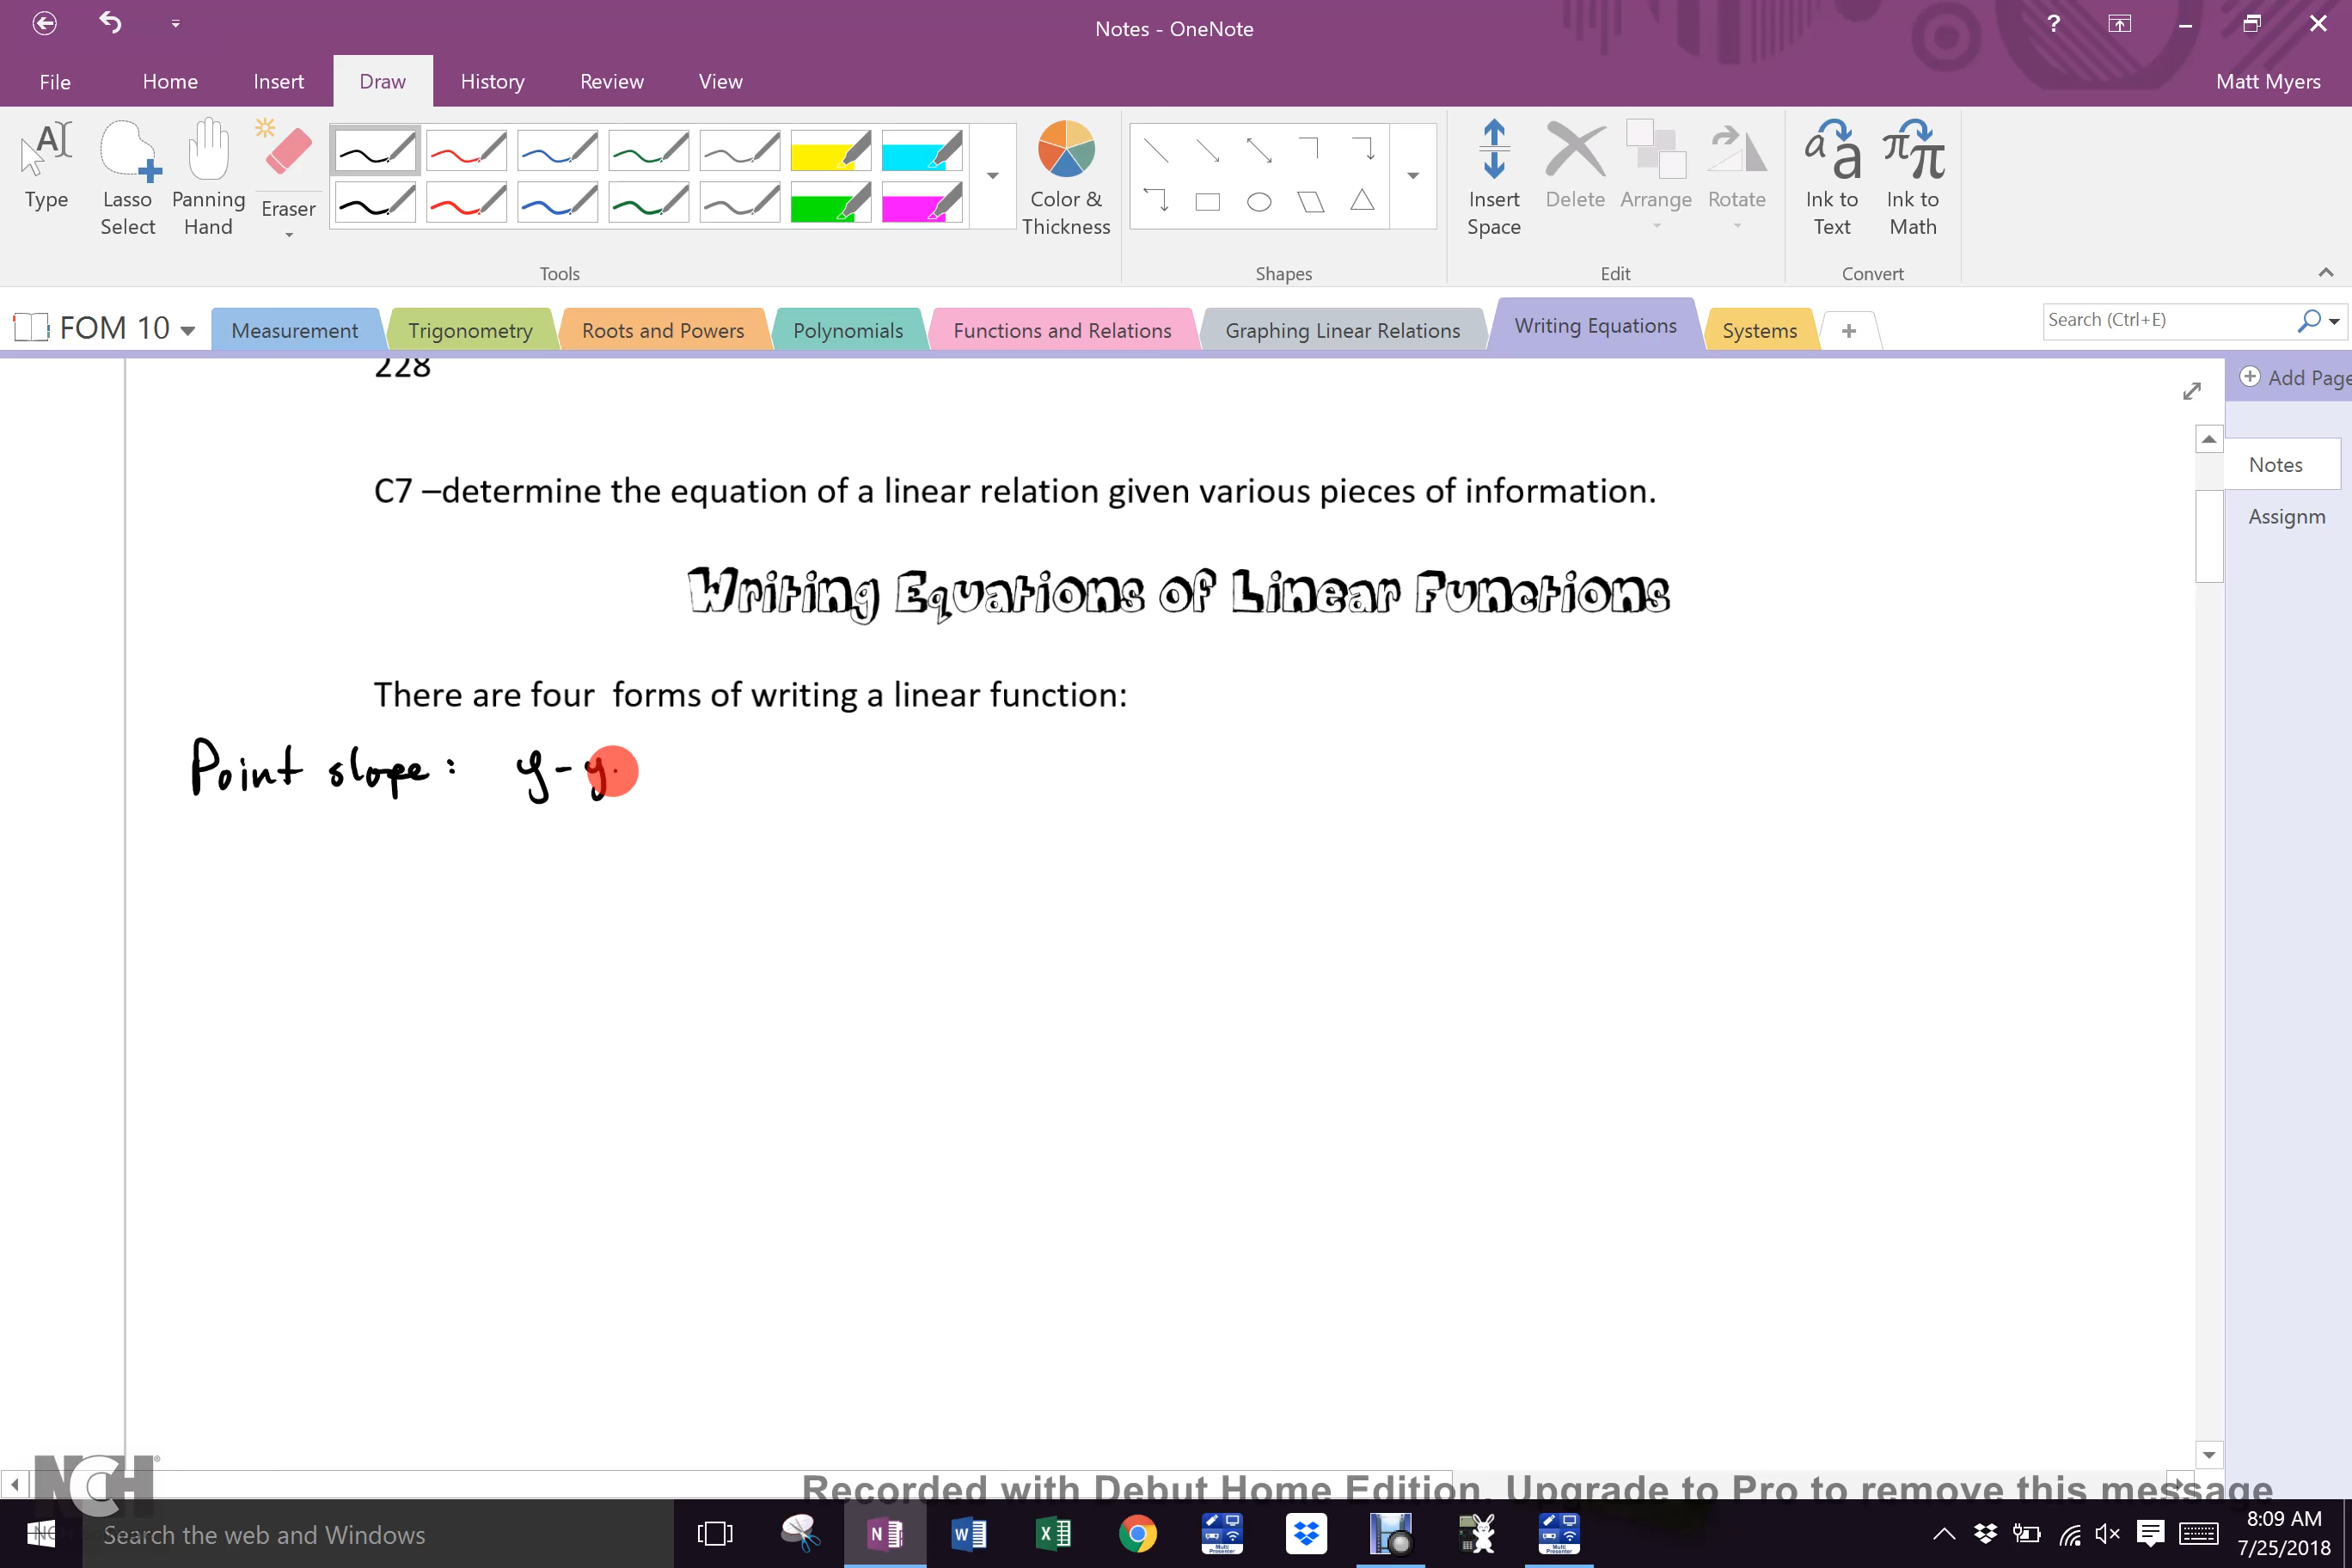 Notes - OneNote
File Home Insert Draw History Review View Matt Myers
Type Lasso Select Panning Hand Eraser Color & Thickness Insert Space Delete Arrange Rotate Ink to Text Ink to Math
Tools Shapes Edit Convert
FOM 10 Measurement Trigonometry Roots and Powers Polynomials Functions and Relations Graphing Linear Relations Writing Equations Systems Search (Ctrl+E)
228
Add Page
Notes
Assignm
C7 –determine the equation of a linear relation given various pieces of information.
Writing Equations of Linear Functions
There are four forms of writing a linear function:
Point slope : y - y
NCH
Recorded with Debut Home Edition. Upgrade to Pro to remove this message
Search the web and Windows
8:09 AM
7/25/2018